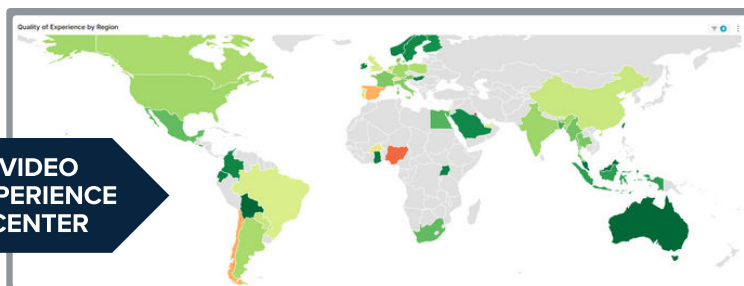 Quality of Experience by Region
VIDEO
PERIENCE
CENTER